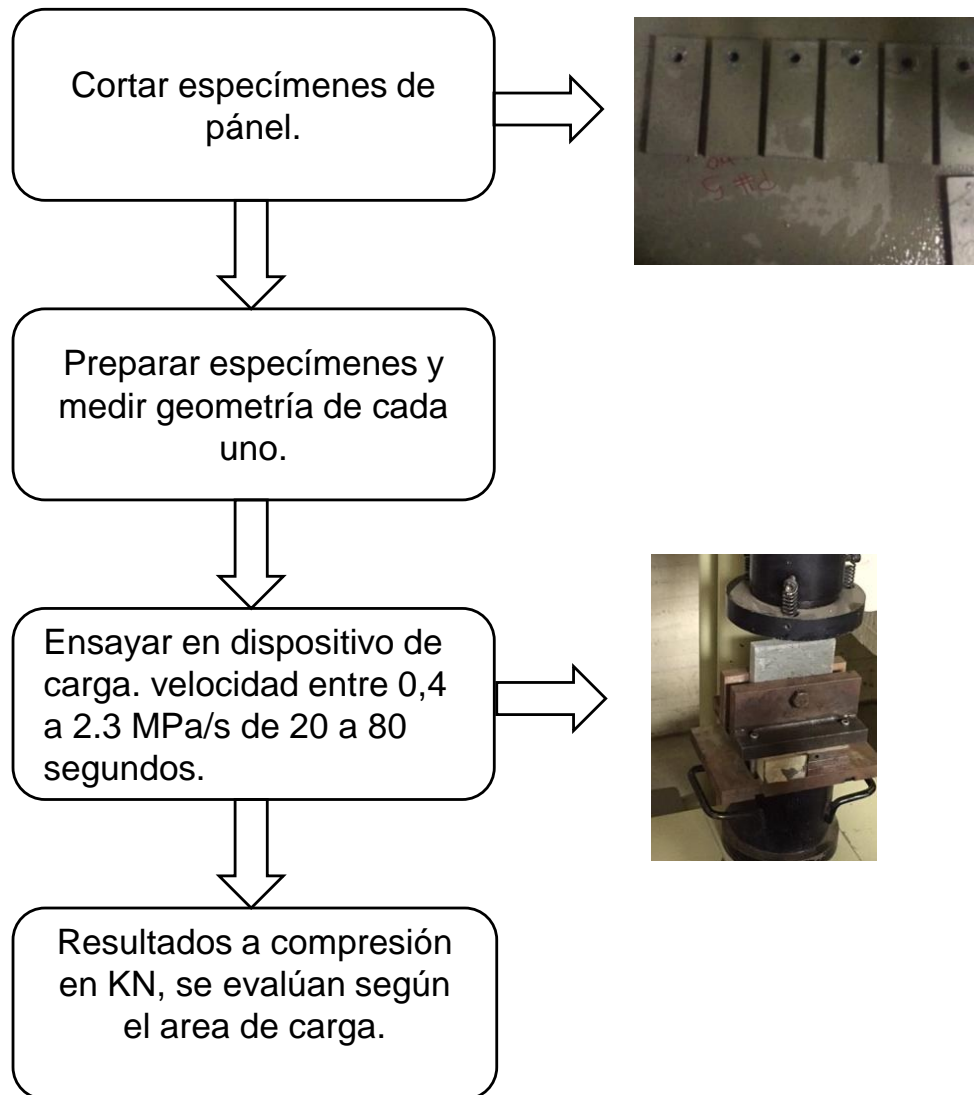 Cortar especímenes de
pánel.
Preparar especímenes y
medir geometría de cada
uno.
Ensayar en dispositivo de
carga. velocidad entre 0,4
a 2.3 MPa/s de 20 a 80
segundos.
Resultados a compresión
en KN, se evalúan según
el area de carga.